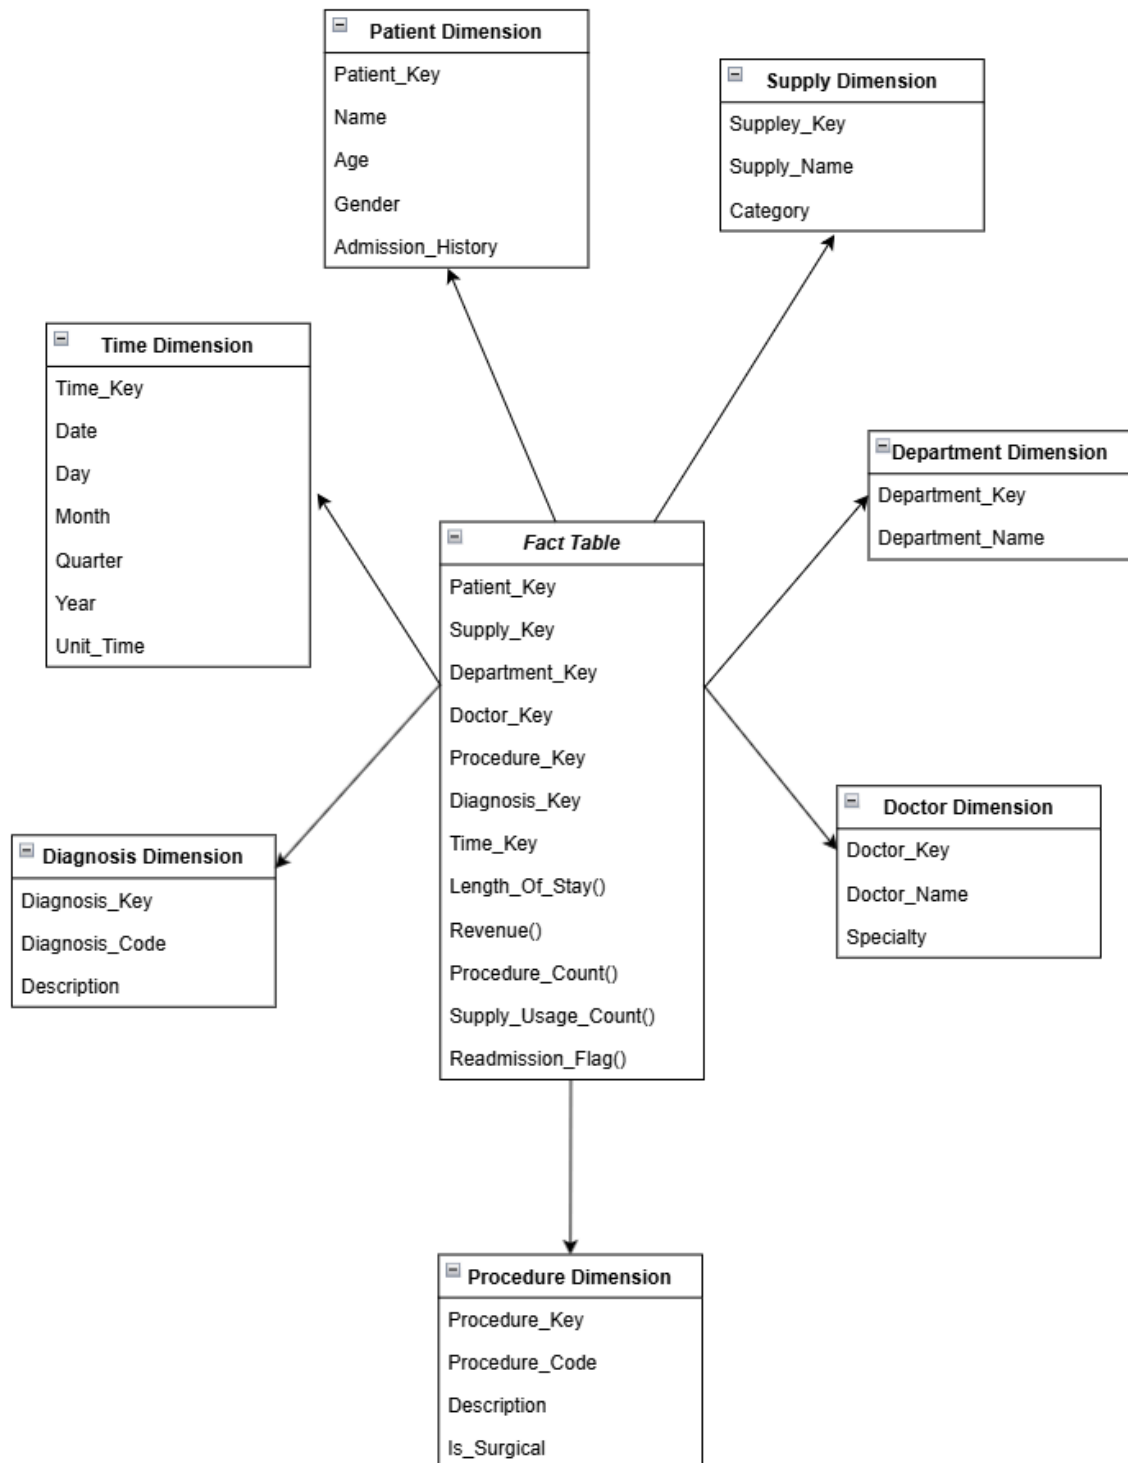 Patient Dimension
Patient_Key
Name
Age
Gender
Admission_History
Supply Dimension
Suppley_Key
Supply_Name
Category
Time Dimension
Time_Key
Date
Day
Month
Quarter
Year
Unit_Time
Department Dimension
Department_Key
Department_Name
Fact Table
Patient_Key
Supply_Key
Department_Key
Doctor_Key
Procedure_Key
Diagnosis_Key
Time_Key
Length_Of_Stay()
Revenue()
Procedure_Count()
Supply_Usage_Count()
Readmission_Flag()
Doctor Dimension
Doctor_Key
Doctor_Name
Specialty
Diagnosis Dimension
Diagnosis_Key
Diagnosis_Code
Description
Procedure Dimension
Procedure_Key
Procedure_Code
Description
Is_Surgical